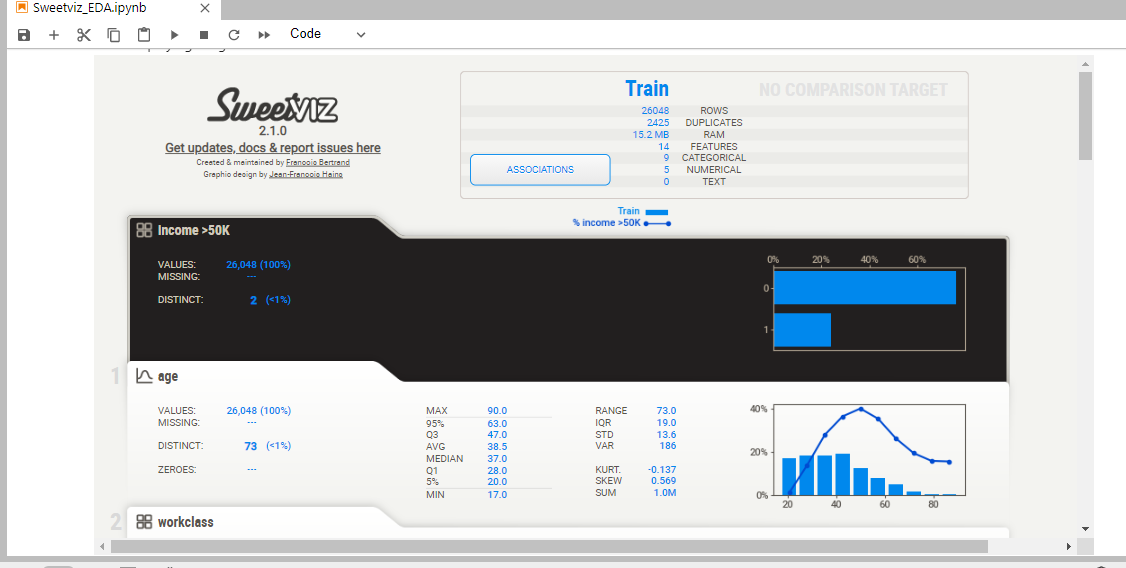 Sweetviz_EDA.ipynb
Code
SweetVIZ
2.1.0
Get updates, docs & report issues here
Created & maintained by Francois Bertrand
Graphic design by Jean-Francois Hains
Train NO COMPARISON TARGET
26048 ROWS
2425 DUPLICATES
15.2 MB RAM
14 FEATURES
9 CATEGORICAL
5 NUMERICAL
0 TEXT
ASSOCIATIONS
Train
% income >50K
Income >50K
VALUES: 26,048 (100%)
MISSING: ---
DISTINCT: 2 (<1%)
0% 20% 40% 60%
0
1
1 age
VALUES: 26,048 (100%)
MISSING: ---
DISTINCT: 73 (<1%)
ZEROES: ---
MAX 90.0
95% 63.0
Q3 47.0
AVG 38.5
MEDIAN 37.0
Q1 28.0
5% 20.0
MIN 17.0
RANGE 73.0
IQR 19.0
STD 13.6
VAR 186
KURT. -0.137
SKEW 0.569
SUM 1.0M
40%
20%
0%
20 40 60 80
2 workclass